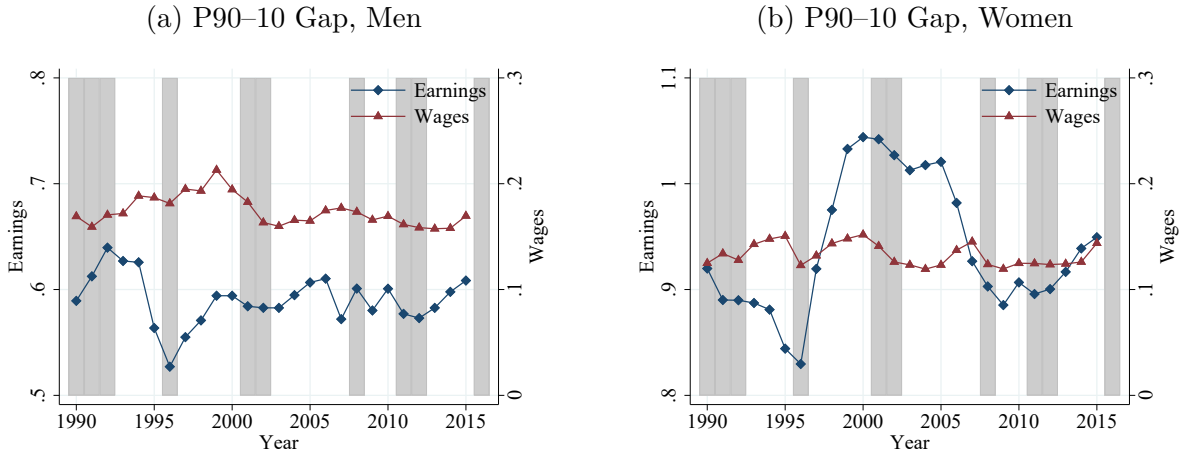 (a) P90–10 Gap, Men
.8
.7
.6
.5
Earnings
.3
.2
.1
0
Wages
Earnings
Wages
1990
1995
2000
2005
2010
2015
Year
(b) P90–10 Gap, Women
1.1
1
.9
.8
Earnings
.3
.2
.1
0
Wages
Earnings
Wages
1990
1995
2000
2005
2010
2015
Year